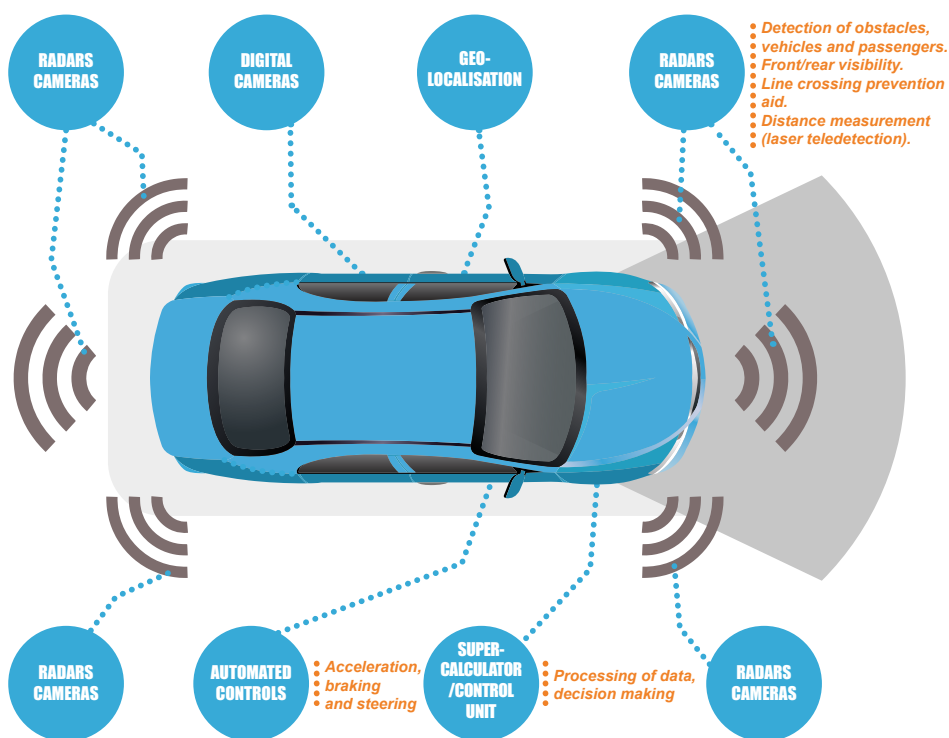 RADARS
CAMERAS
DIGITAL
CAMERAS
GEO-
LOCALISATION
RADARS
CAMERAS
Detection of obstacles,
vehicles and passengers.
Front/rear visibility.
Line crossing prevention
aid.
Distance measurement
(laser teledetection).
RADARS
CAMERAS
AUTOMATED
CONTROLS
Acceleration,
braking
and steering
SUPER-
CALCULATOR
/CONTROL
UNIT
Processing of data,
decision making
RADARS
CAMERAS